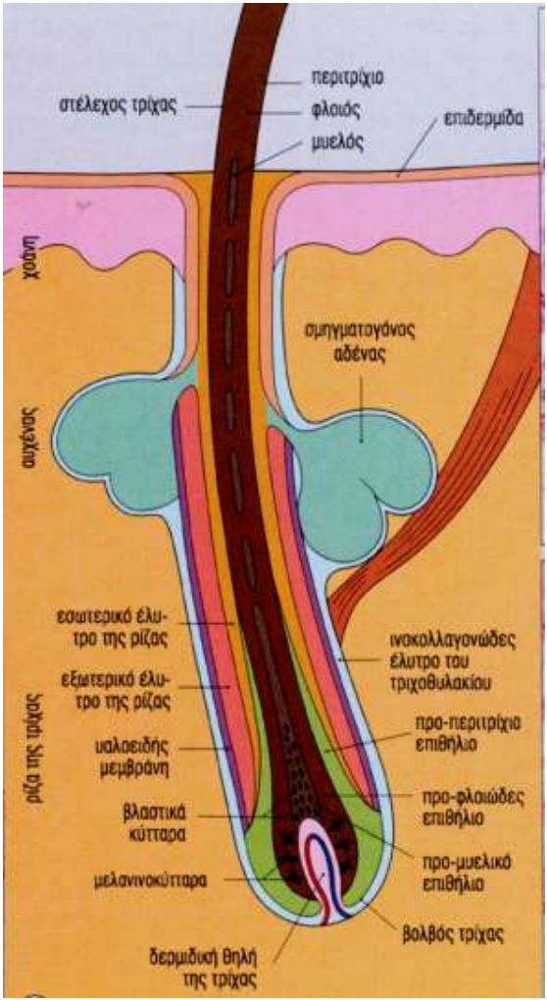 περιτρίχιο
στέλεχος τρίχας
φλοιός
επιδερμίδα
μυελός
χοάνη
σμηγματογόνος
αδένας
αυχένας
εσωτερικό έλυ-
τρο της ρίζας
ινοκολλαγονώδες
έλυτρο του
τριχοθυλακίου
εξωτερικό έλυ-
τρο της ρίζας
ρίζα της τρίχας
προ-περιτρίχιο
επιθήλιο
υαλοειδής
μεμβράνη
προ-φλοιώδες
επιθήλιο
βλαστικά
κύτταρα
προ-μυελικό
επιθήλιο
μελανινοκύτταρα
βολβός τρίχας
δερμιδική θηλή
της τρίχας